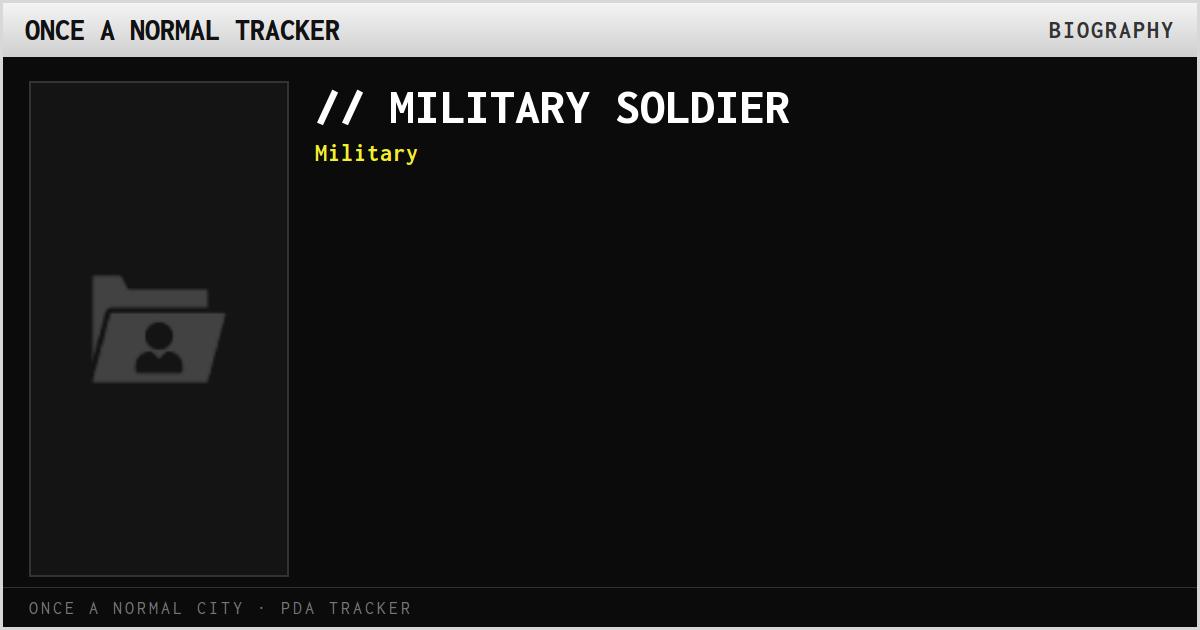 ONCE A NORMAL TRACKER
BIOGRAPHY
// MILITARY SOLDIER
Military
ONCE A NORMAL CITY · PDA TRACKER